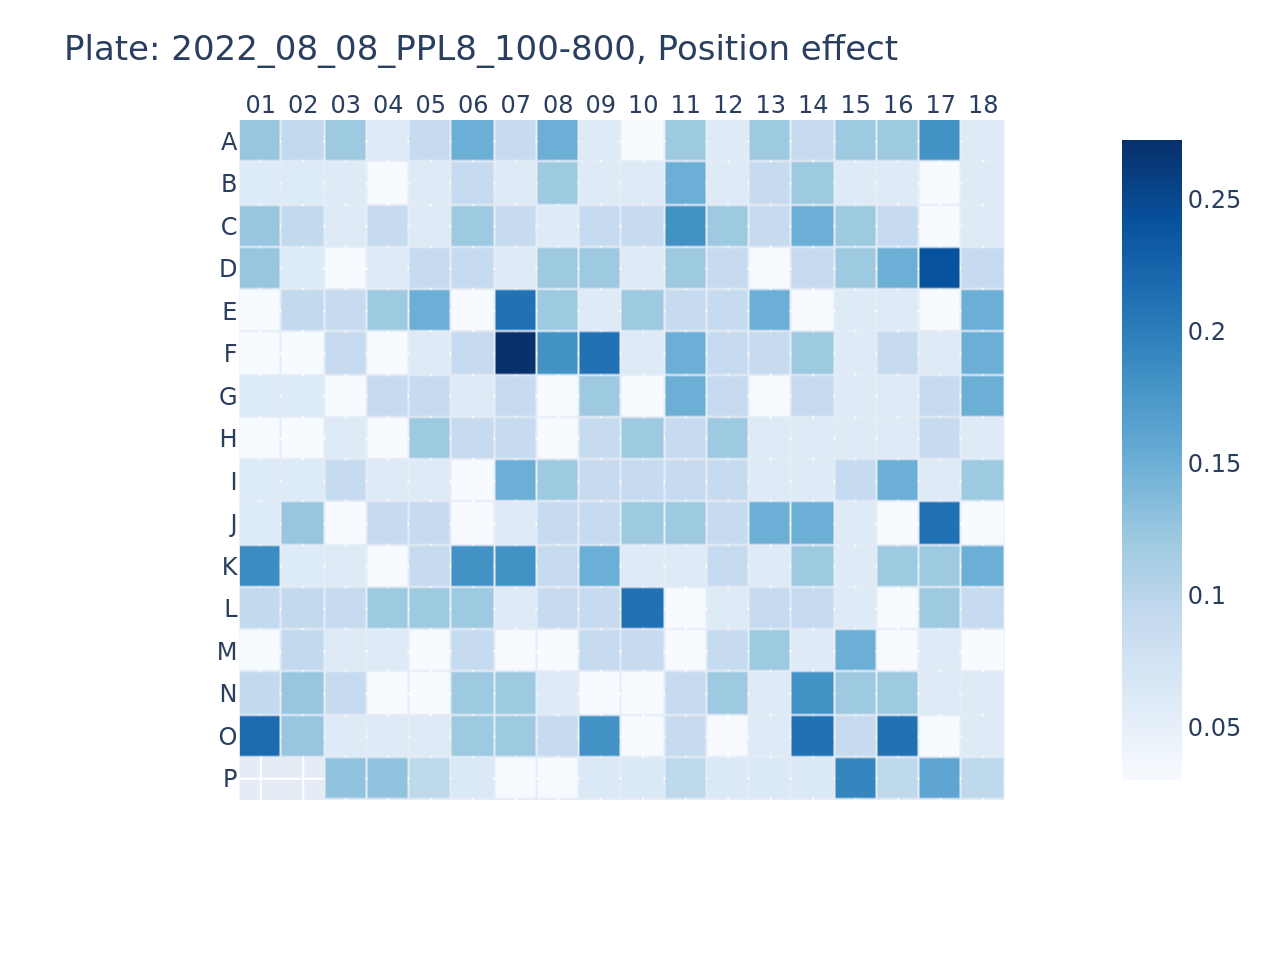 Plate: 2022_08_08_PPL8_100-800, Position effect
01 02 03 04 05 06 07 08 09 10 11 12 13 14 15 16 17 18
A
B
C
D
E
F
G
H
I
J
K
L
M
N
O
P
0.25
0.2
0.15
0.1
0.05